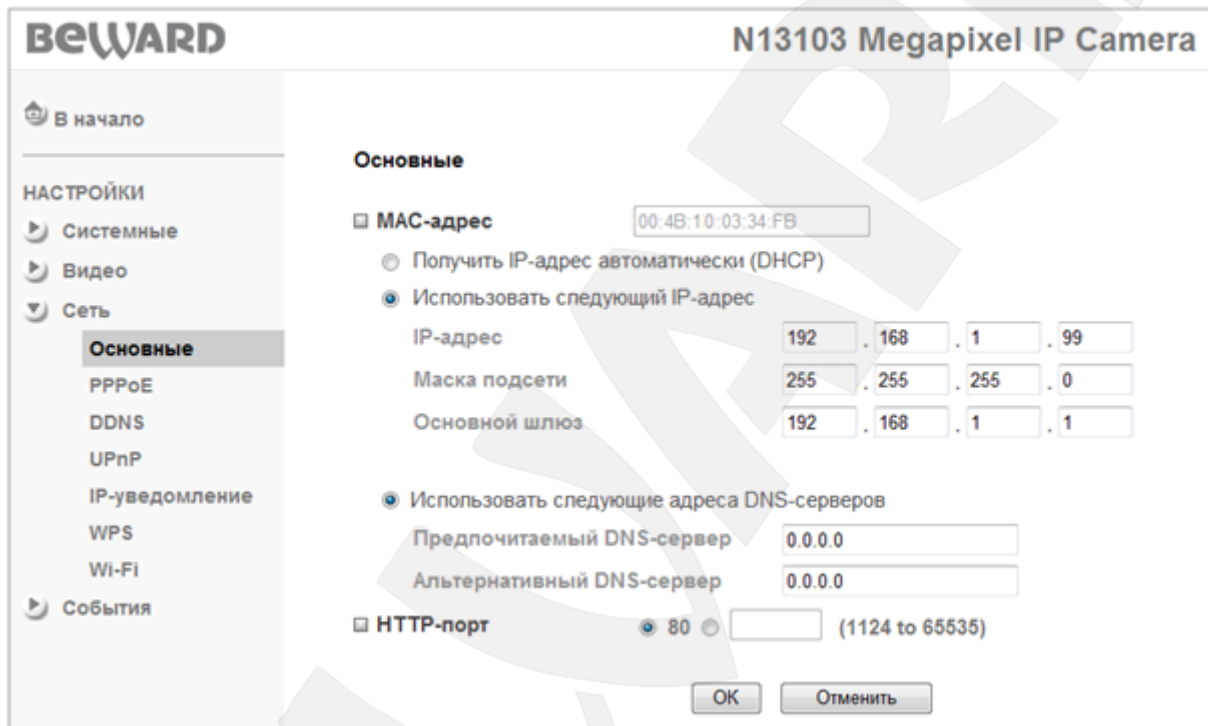 BEWARD
N13103 Megapixel IP Camera
В начало
НАСТРОЙКИ
Системные
Видео
Сеть
Основные
PPPoE
DDNS
UPnP
IP-уведомление
WPS
Wi-Fi
События
Основные
MAC-адрес 00:4B:10:03:34:FB
Получить IP-адрес автоматически (DHCP)
Использовать следующий IP-адрес
IP-адрес 192 . 168 . 1 . 99
Маска подсети 255 . 255 . 255 . 0
Основной шлюз 192 . 168 . 1 . 1
Использовать следующие адреса DNS-серверов
Предпочитаемый DNS-сервер 0.0.0.0
Альтернативный DNS-сервер 0.0.0.0
HTTP-порт 80 (1124 to 65535)
OK Отменить